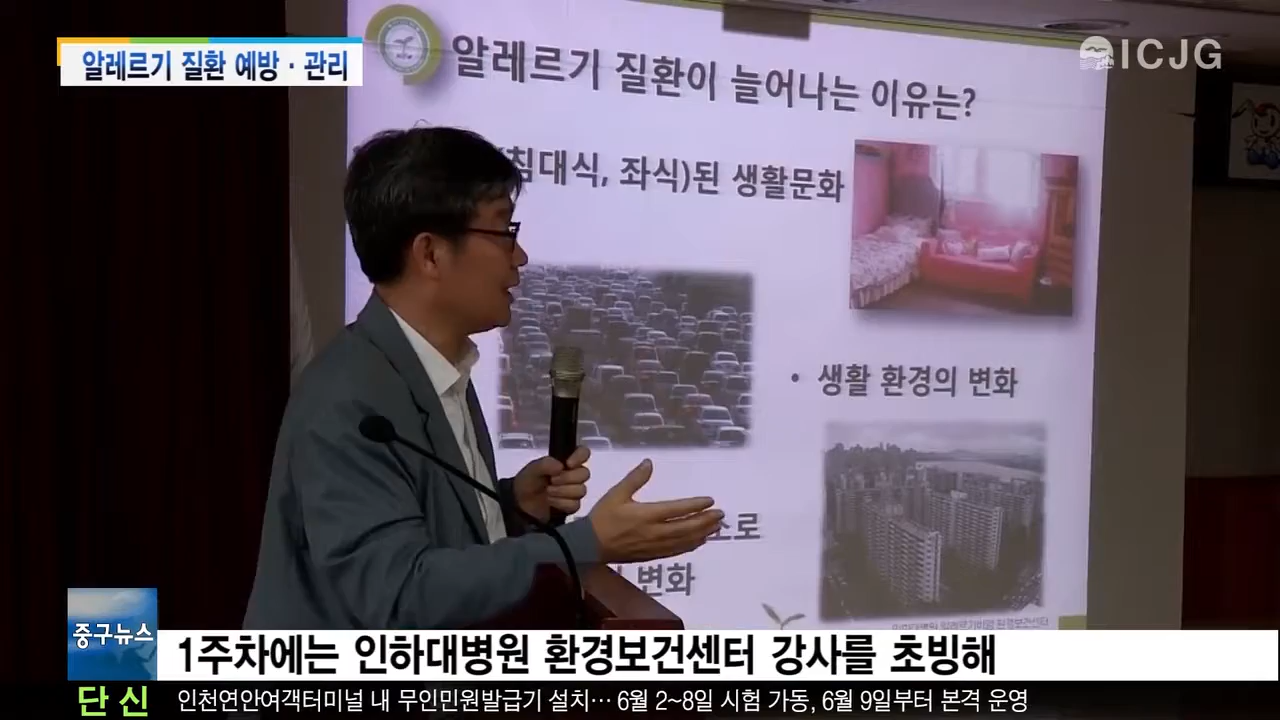 알레르기 질환 예방·관리
ICJG
알레르기 질환이 늘어나는 이유는?
(침대식, 좌식)된 생활문화
• 생활 환경의 변화
소로
변화
중구뉴스
1주차에는 인하대병원 환경보건센터 강사를 초빙해
단신
인천연안여객터미널 내 무인민원발급기 설치… 6월 2~8일 시험 가동, 6월 9일부터 본격 운영